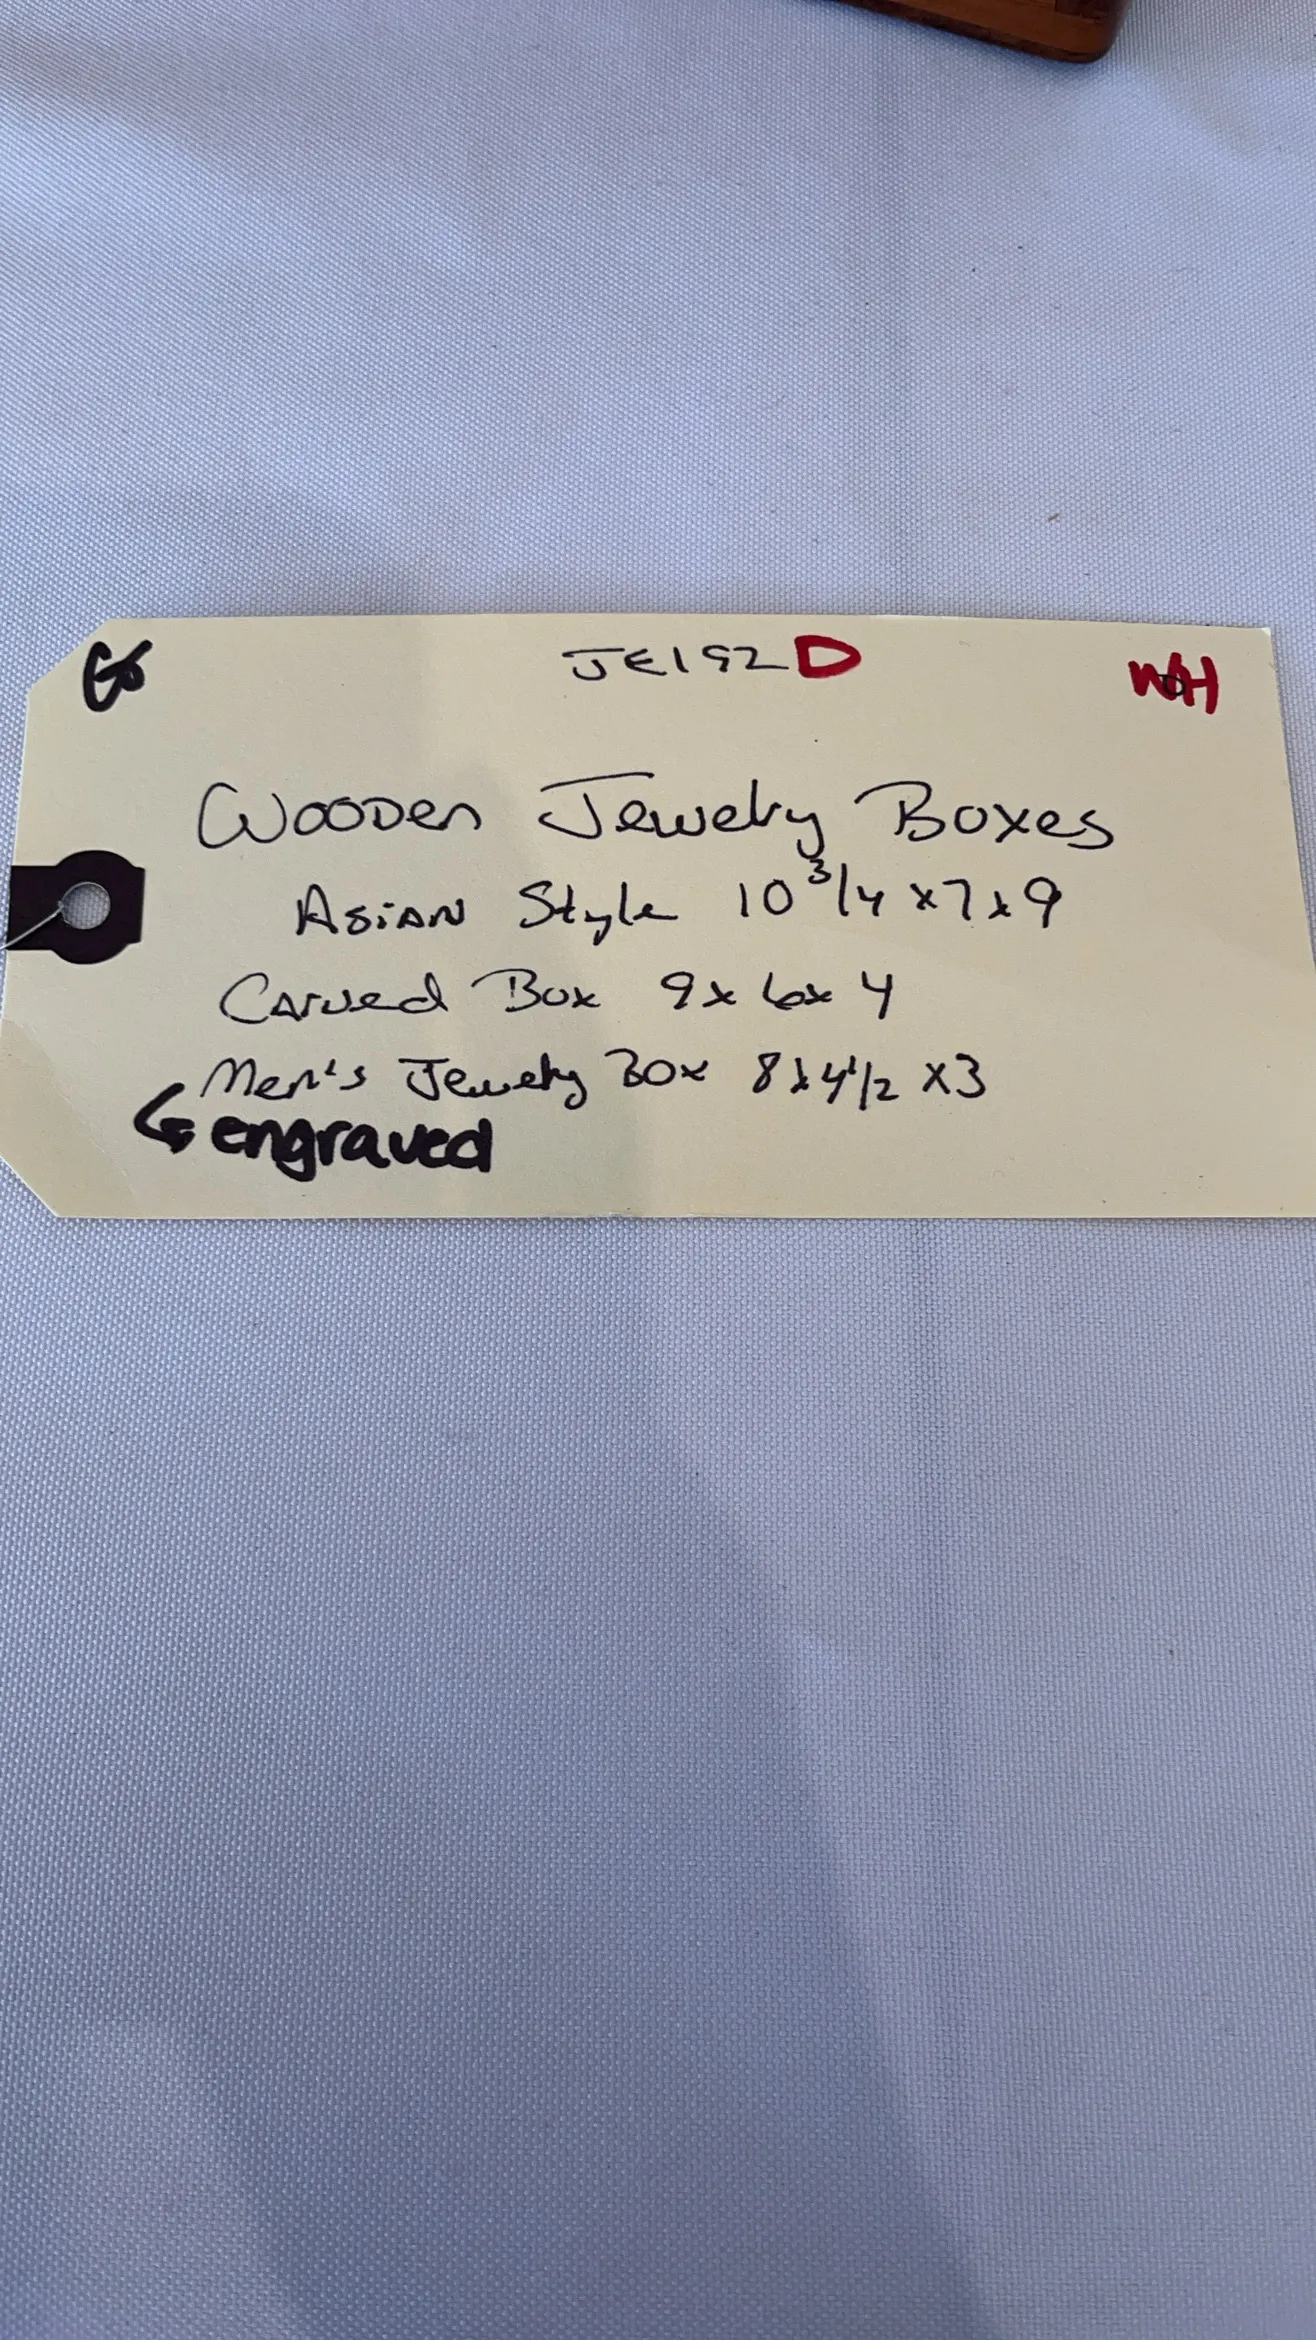 JE192D WH
Wooden Jewelry Boxes
Asian Style 10 3/4 x 7 x 9
Carved Box 9 x 6 x 4
Men's Jewelry Box 8 x 4 1/2 x 3
engraved